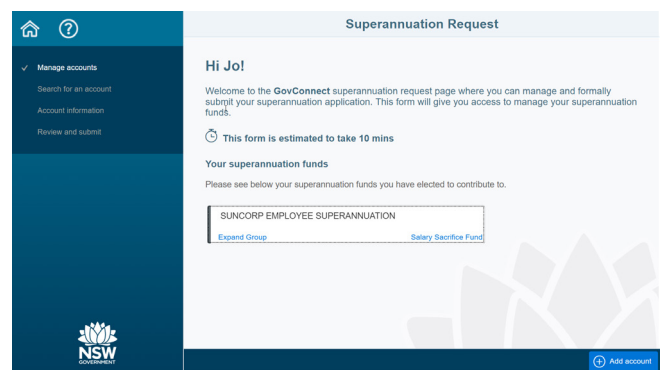 Superannuation Request
Manage accounts
Search for an account
Account information
Review and submit
Hi Jo!
Welcome to the GovConnect superannuation request page where you can manage and formally
submit your superannuation application. This form will give you access to manage your superannuation
funds.
This form is estimated to take 10 mins
Your superannuation funds
Please see below your superannuation funds you have elected to contribute to.
SUNCORP EMPLOYEE SUPERANNUATION
Expand Group Salary Sacrifice Fund
NSW
GOVERNMENT
Add account